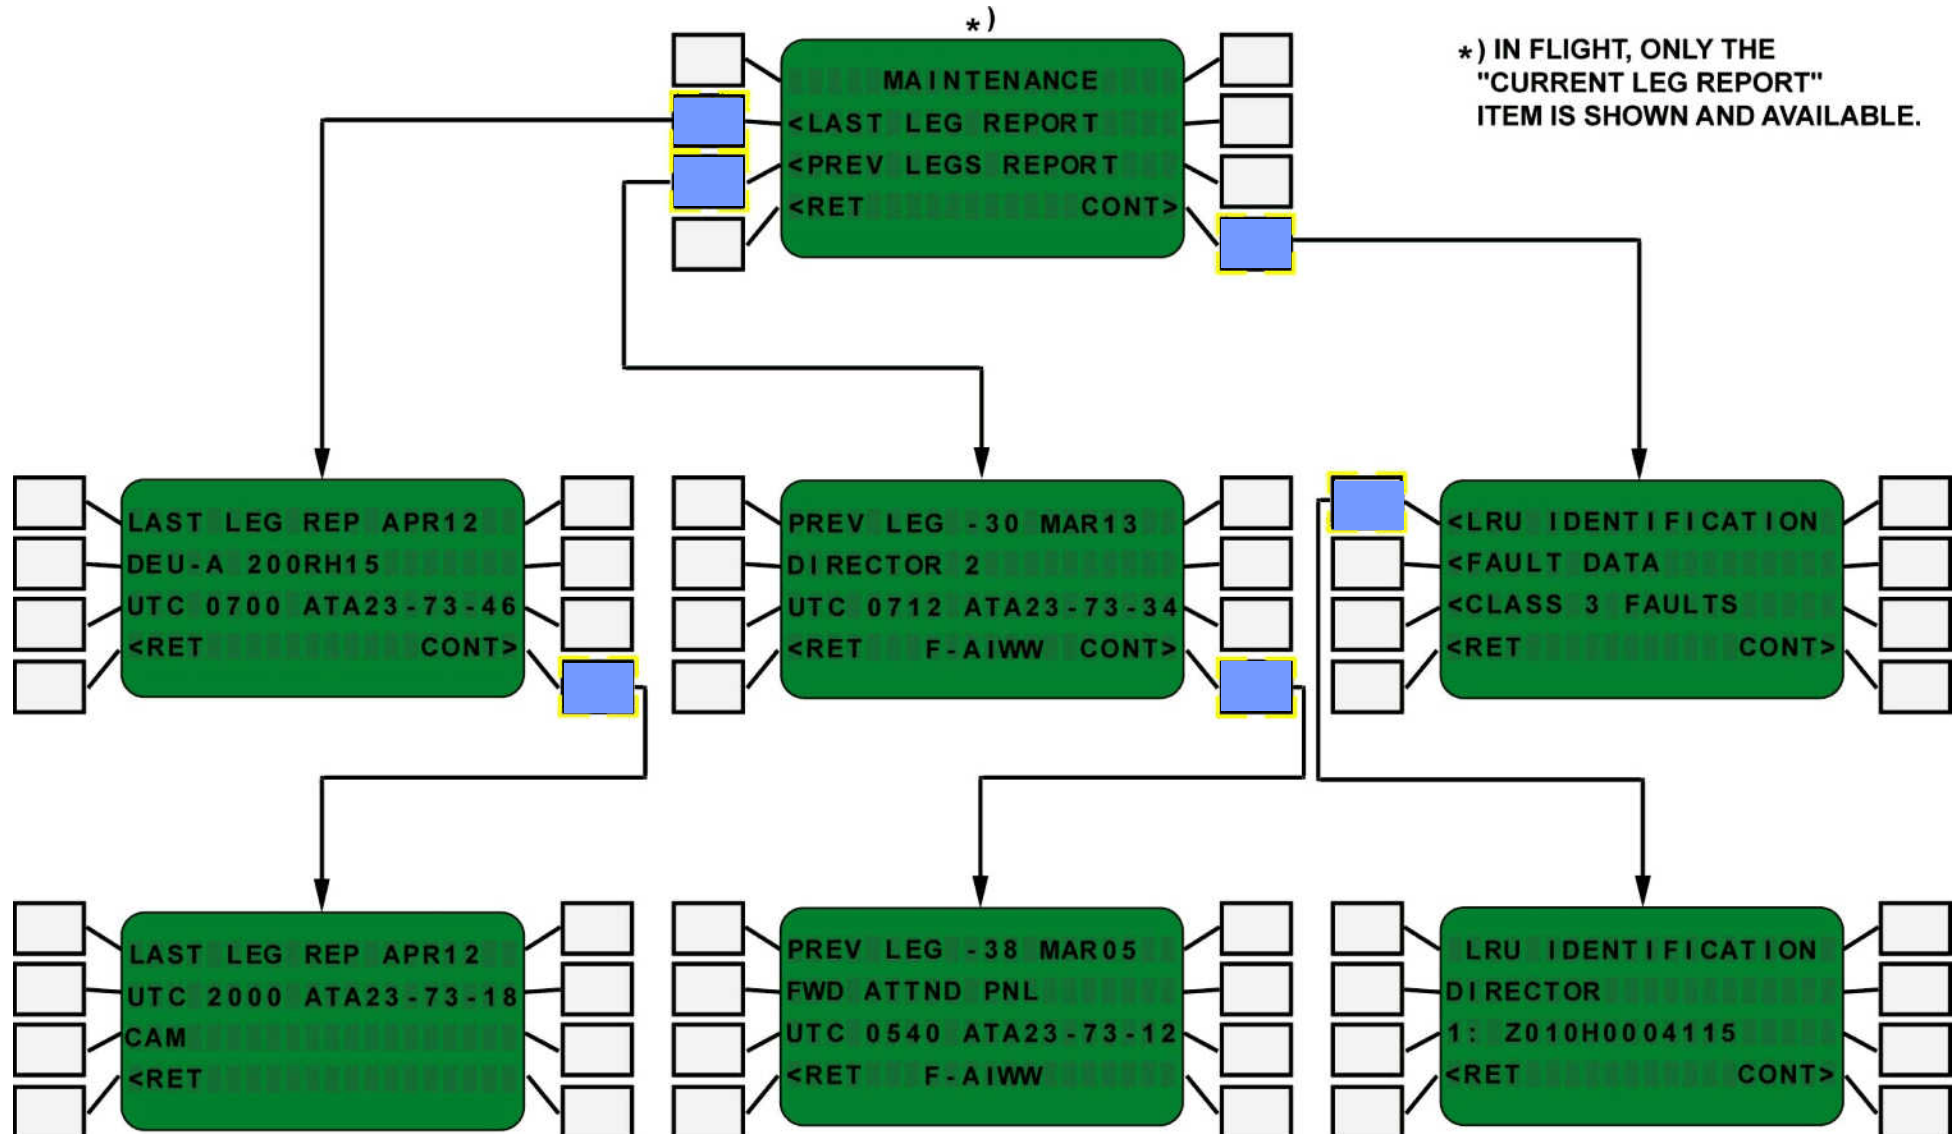 *)
*) IN FLIGHT, ONLY THE
"CURRENT LEG REPORT"
ITEM IS SHOWN AND AVAILABLE.
MAINTENANCE
<LAST LEG REPORT
<PREV LEGS REPORT
<RET CONT>
LAST LEG REP APR12
DEU-A 200RH15
UTC 0700 ATA23-73-46
<RET CONT>
PREV LEG -30 MAR13
DIRECTOR 2
UTC 0712 ATA23-73-34
<RET F-AIWW CONT>
<LRU IDENTIFICATION
<FAULT DATA
<CLASS 3 FAULTS
<RET CONT>
LAST LEG REP APR12
UTC 2000 ATA23-73-18
CAM
<RET
PREV LEG -38 MAR05
FWD ATTND PNL
UTC 0540 ATA23-73-12
<RET F-AIWW
LRU IDENTIFICATION
DIRECTOR
1: Z010H0004115
<RET CONT>